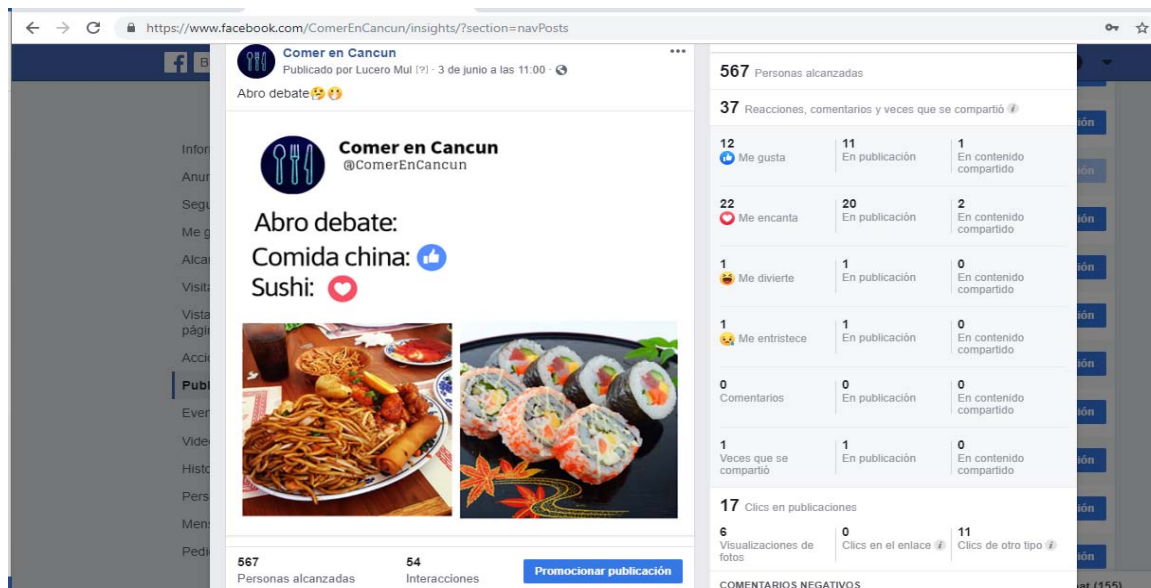 https://www.facebook.com/ComerEnCancun/insights/?section=navPosts
Comer en Cancun
Publicado por Lucero Mul [?] · 3 de junio a las 11:00 ·
Abro debate
Comer en Cancun
@ComerEnCancun
Abro debate:
Comida china:
Sushi:
567 Personas alcanzadas
54 Interacciones
Promocionar publicación
567 Personas alcanzadas
37 Reacciones, comentarios y veces que se compartió
12 Me gusta
11 En publicación
1 En contenido compartido
22 Me encanta
20 En publicación
2 En contenido compartido
1 Me divierte
1 En publicación
0 En contenido compartido
1 Me entristece
1 En publicación
0 En contenido compartido
0 Comentarios
0 En publicación
0 En contenido compartido
1 Veces que se compartió
1 En publicación
0 En contenido compartido
17 Clics en publicaciones
6 Visualizaciones de fotos
0 Clics en el enlace
11 Clics de otro tipo
COMENTARIOS NEGATIVOS